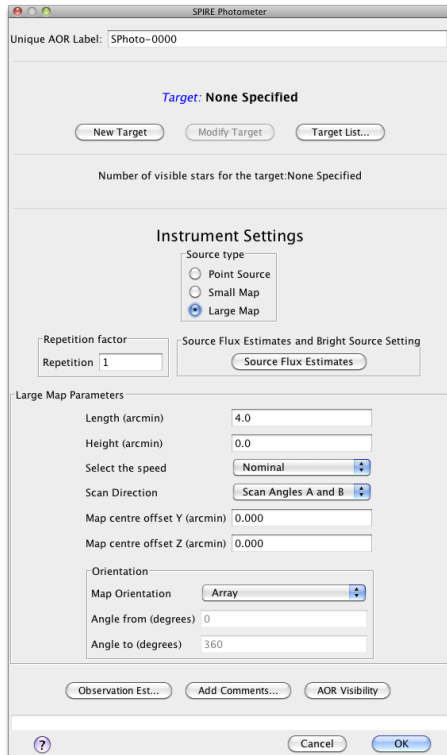 SPIRE Photometer
Unique AOR Label: SPhoto-0000
Target: None Specified
New Target Modify Target Target List...
Number of visible stars for the target:None Specified
Instrument Settings
Source type
Point Source
Small Map
Large Map
Repetition factor
Repetition 1
Source Flux Estimates and Bright Source Setting
Source Flux Estimates
Large Map Parameters
Length (arcmin) 4.0
Height (arcmin) 0.0
Select the speed Nominal
Scan Direction Scan Angles A and B
Map centre offset Y (arcmin) 0.000
Map centre offset Z (arcmin) 0.000
Orientation
Map Orientation Array
Angle from (degrees) 0
Angle to (degrees) 360
Observation Est... Add Comments... AOR Visibility
? Cancel OK